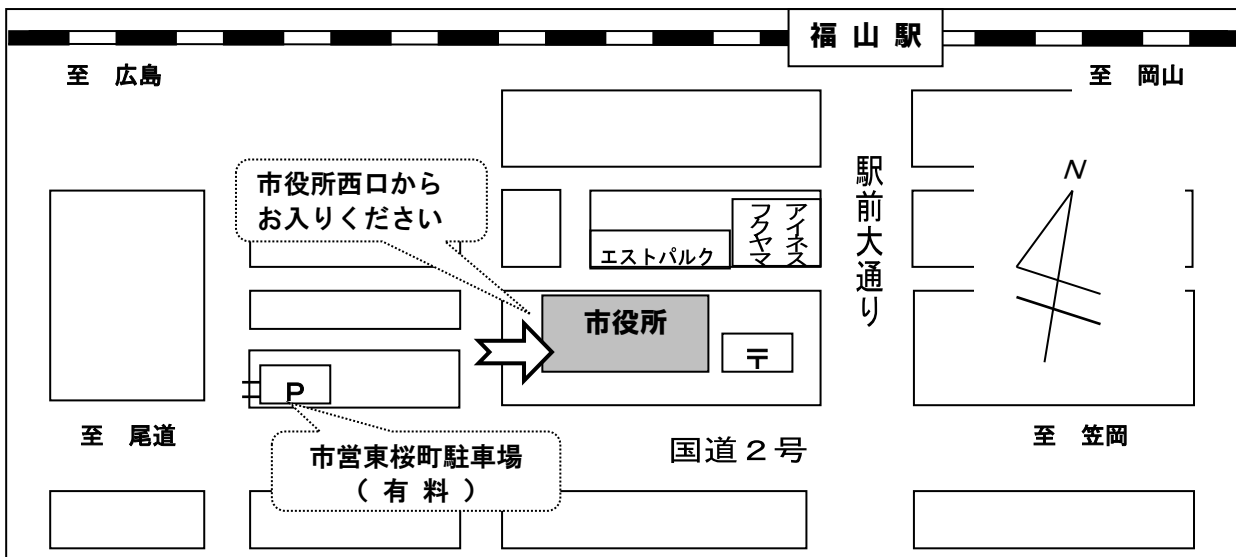 福山駅
至 広島
至 岡山
市役所西口から
お入りください
駅前大通り
N
アイネス
フクヤマ
エストパルク
市役所
〒
P
至 尾道
市営東桜町駐車場
（有料）
国道２号
至 笠岡